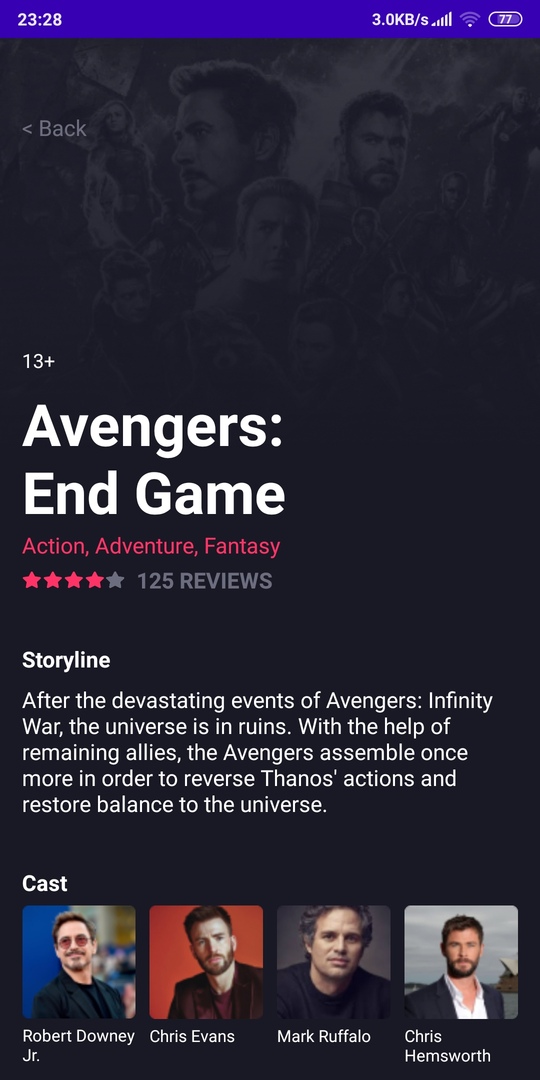 23:28 3.0KB/s 77
< Back
13+
Avengers:
End Game
Action, Adventure, Fantasy
125 REVIEWS
Storyline
After the devastating events of Avengers: Infinity
War, the universe is in ruins. With the help of
remaining allies, the Avengers assemble once
more in order to reverse Thanos' actions and
restore balance to the universe.
Cast
Robert Downey
Jr.
Chris Evans
Mark Ruffalo
Chris
Hemsworth